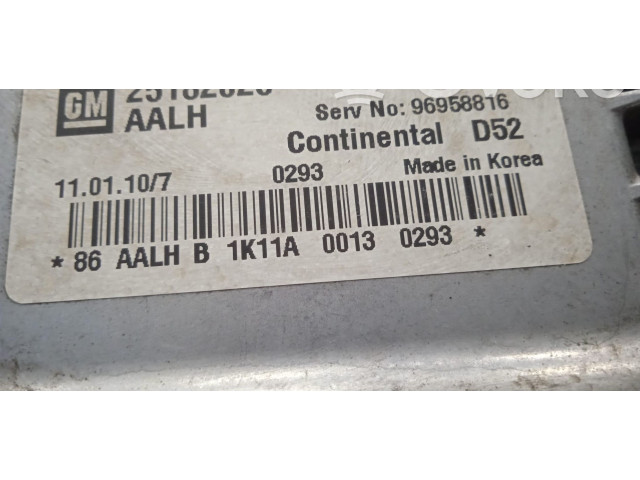 GM
AALH
Serv No: 96958816
Continental D52
11.01.10/7 0293 Made in Korea
* 86 AALH B 1K11A 0013 0293 *